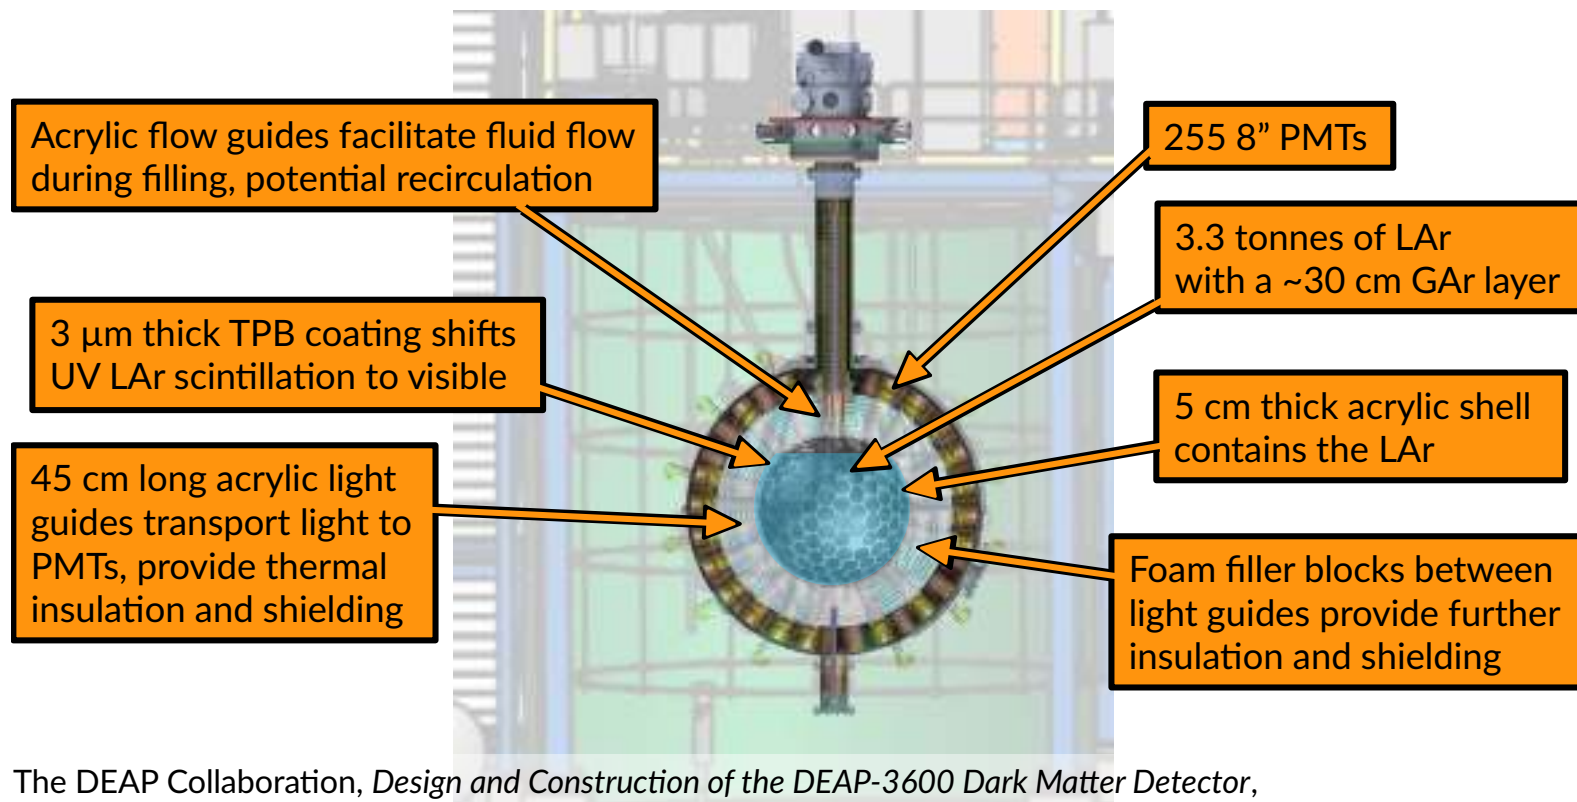 Acrylic flow guides facilitate fluid flow
during filling, potential recirculation
3 µm thick TPB coating shifts
UV LAr scintillation to visible
45 cm long acrylic light
guides transport light to
PMTs, provide thermal
insulation and shielding
255 8” PMTs
3.3 tonnes of LAr
with a ~30 cm GAr layer
5 cm thick acrylic shell
contains the LAr
Foam filler blocks between
light guides provide further
insulation and shielding
The DEAP Collaboration, Design and Construction of the DEAP-3600 Dark Matter Detector,